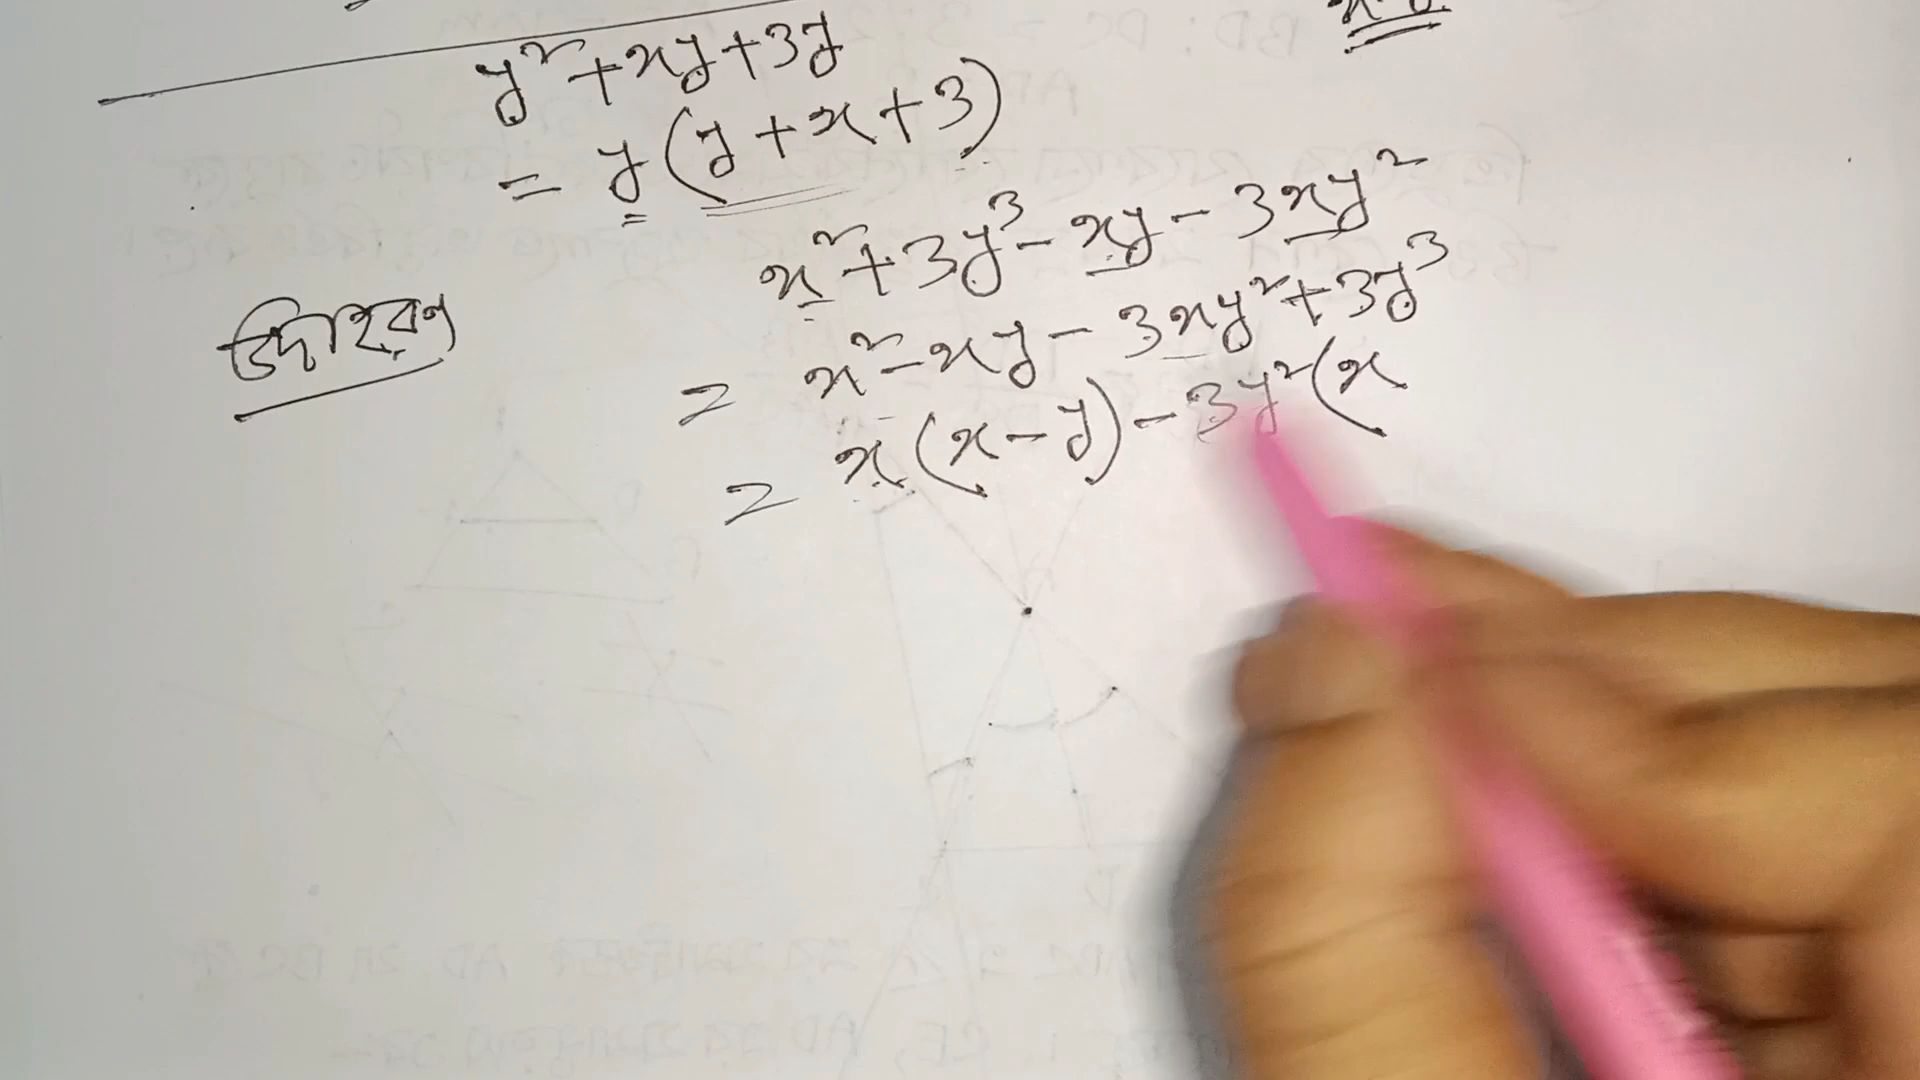 y²+xy+3y
= y(y+x+3)
x²+3y³-xy-3xy²
উদাহরণ
= x²-xy-3xy²+3y³
= x(x-y)-3y²(x